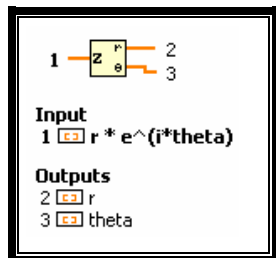 1 z r θ 2
3
Input
1 r * e^(i*theta)
Outputs
2 r
3 theta